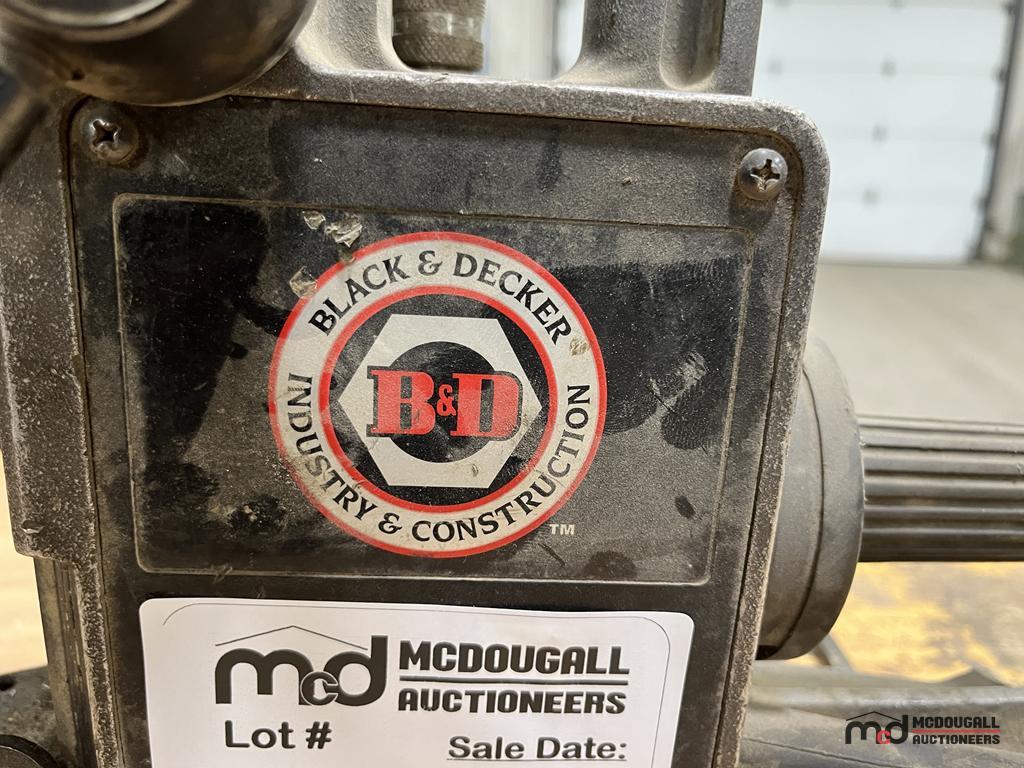 BLACK & DECKER
B&D
INDUSTRY & CONSTRUCTION
TM
mcd MCDOUGALL
AUCTIONEERS
Lot #
Sale Date:
mcd MCDOUGALL
AUCTIONEERS